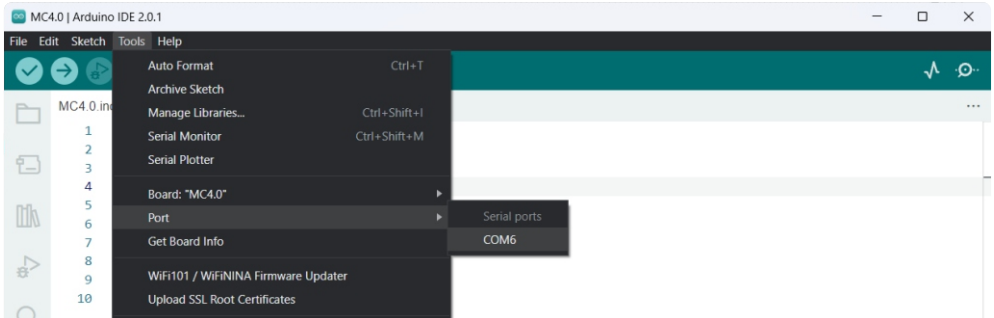 MC4.0 | Arduino IDE 2.0.1
File Edit Sketch Tools Help
MC4.0.in
Auto Format Ctrl+T
Archive Sketch
Manage Libraries... Ctrl+Shift+I
Serial Monitor Ctrl+Shift+M
Serial Plotter
Board: "MC4.0"
Port
Serial ports
COM6
Get Board Info
WiFi101 / WiFiNINA Firmware Updater
Upload SSL Root Certificates
1
2
3
4
5
6
7
8
9
10